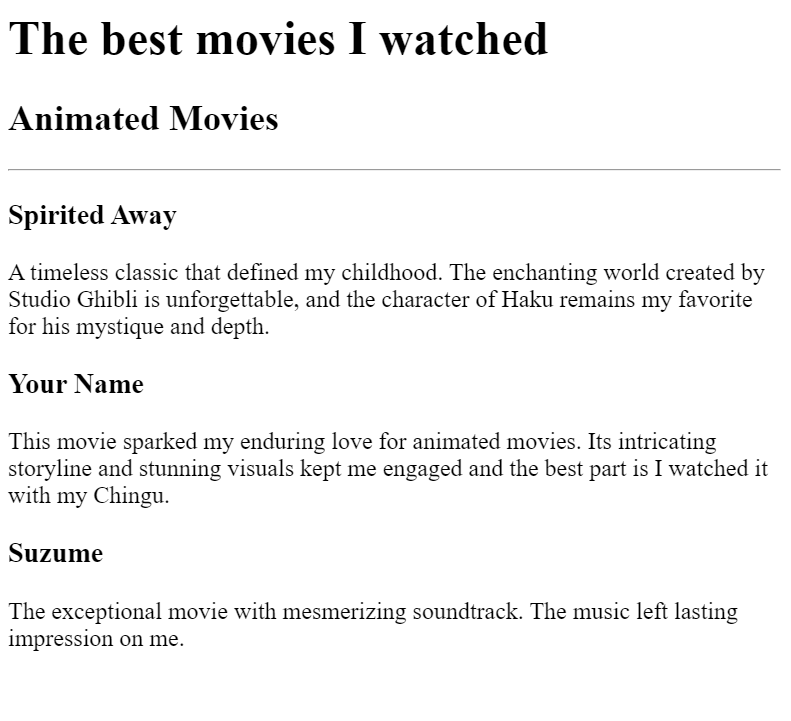 The best movies I watched
Animated Movies
Spirited Away
A timeless classic that defined my childhood. The enchanting world created by
Studio Ghibli is unforgettable, and the character of Haku remains my favorite
for his mystique and depth.
Your Name
This movie sparked my enduring love for animated movies. Its intricating
storyline and stunning visuals kept me engaged and the best part is I watched it
with my Chingu.
Suzume
The exceptional movie with mesmerizing soundtrack. The music left lasting
impression on me.